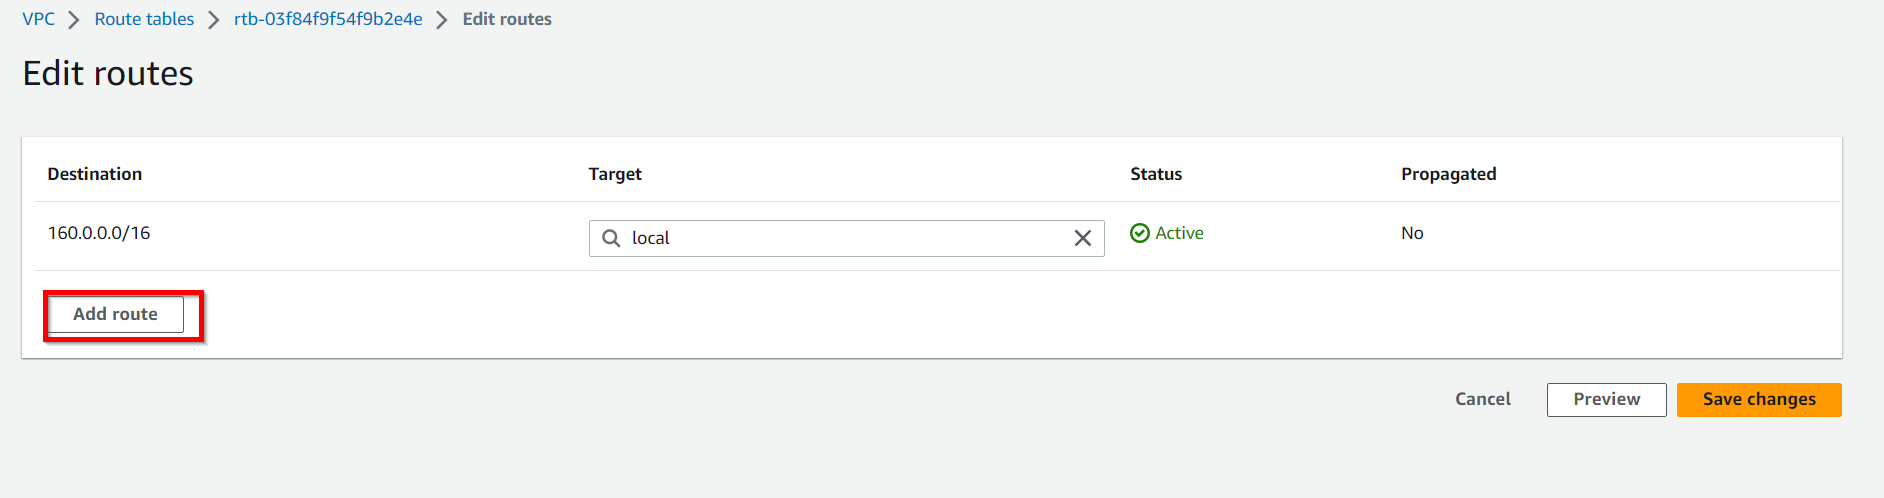 VPC > Route tables > rtb-03f84f9f54f9b2e4e > Edit routes
Edit routes
Destination Target Status Propagated
160.0.0.0/16 local Active No
Add route
Cancel Preview Save changes